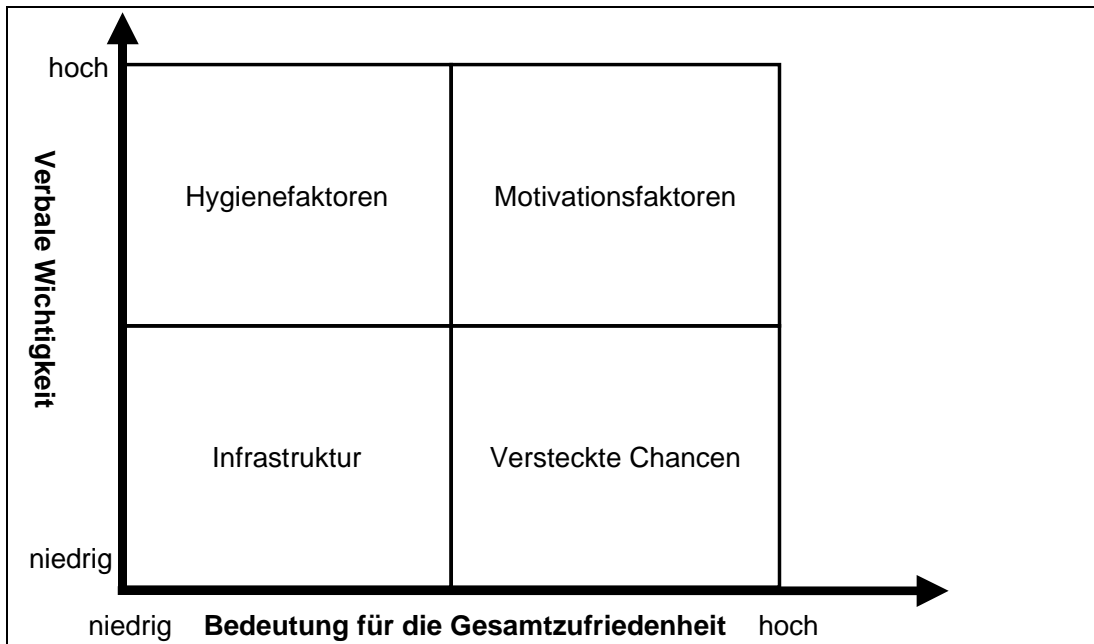 hoch
Verbale Wichtigkeit
Hygienefaktoren
Motivationsfaktoren
Infrastruktur
Versteckte Chancen
niedrig
niedrig Bedeutung für die Gesamtzufriedenheit hoch